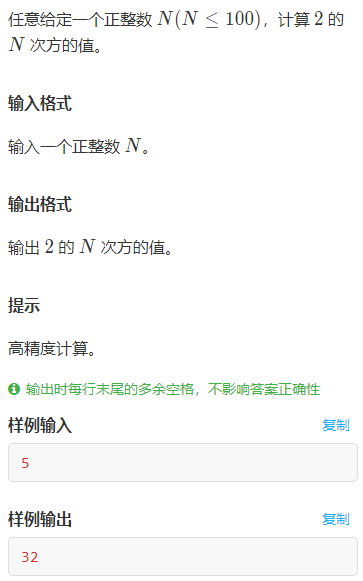 任意给定一个正整数 N(N ≤ 100)，计算 2 的
N 次方的值。
输入格式
输入一个正整数 N。
输出格式
输出 2 的 N 次方的值。
提示
高精度计算。
输出时每行末尾的多余空格，不影响答案正确性
样例输入 复制
5
样例输出 复制
32